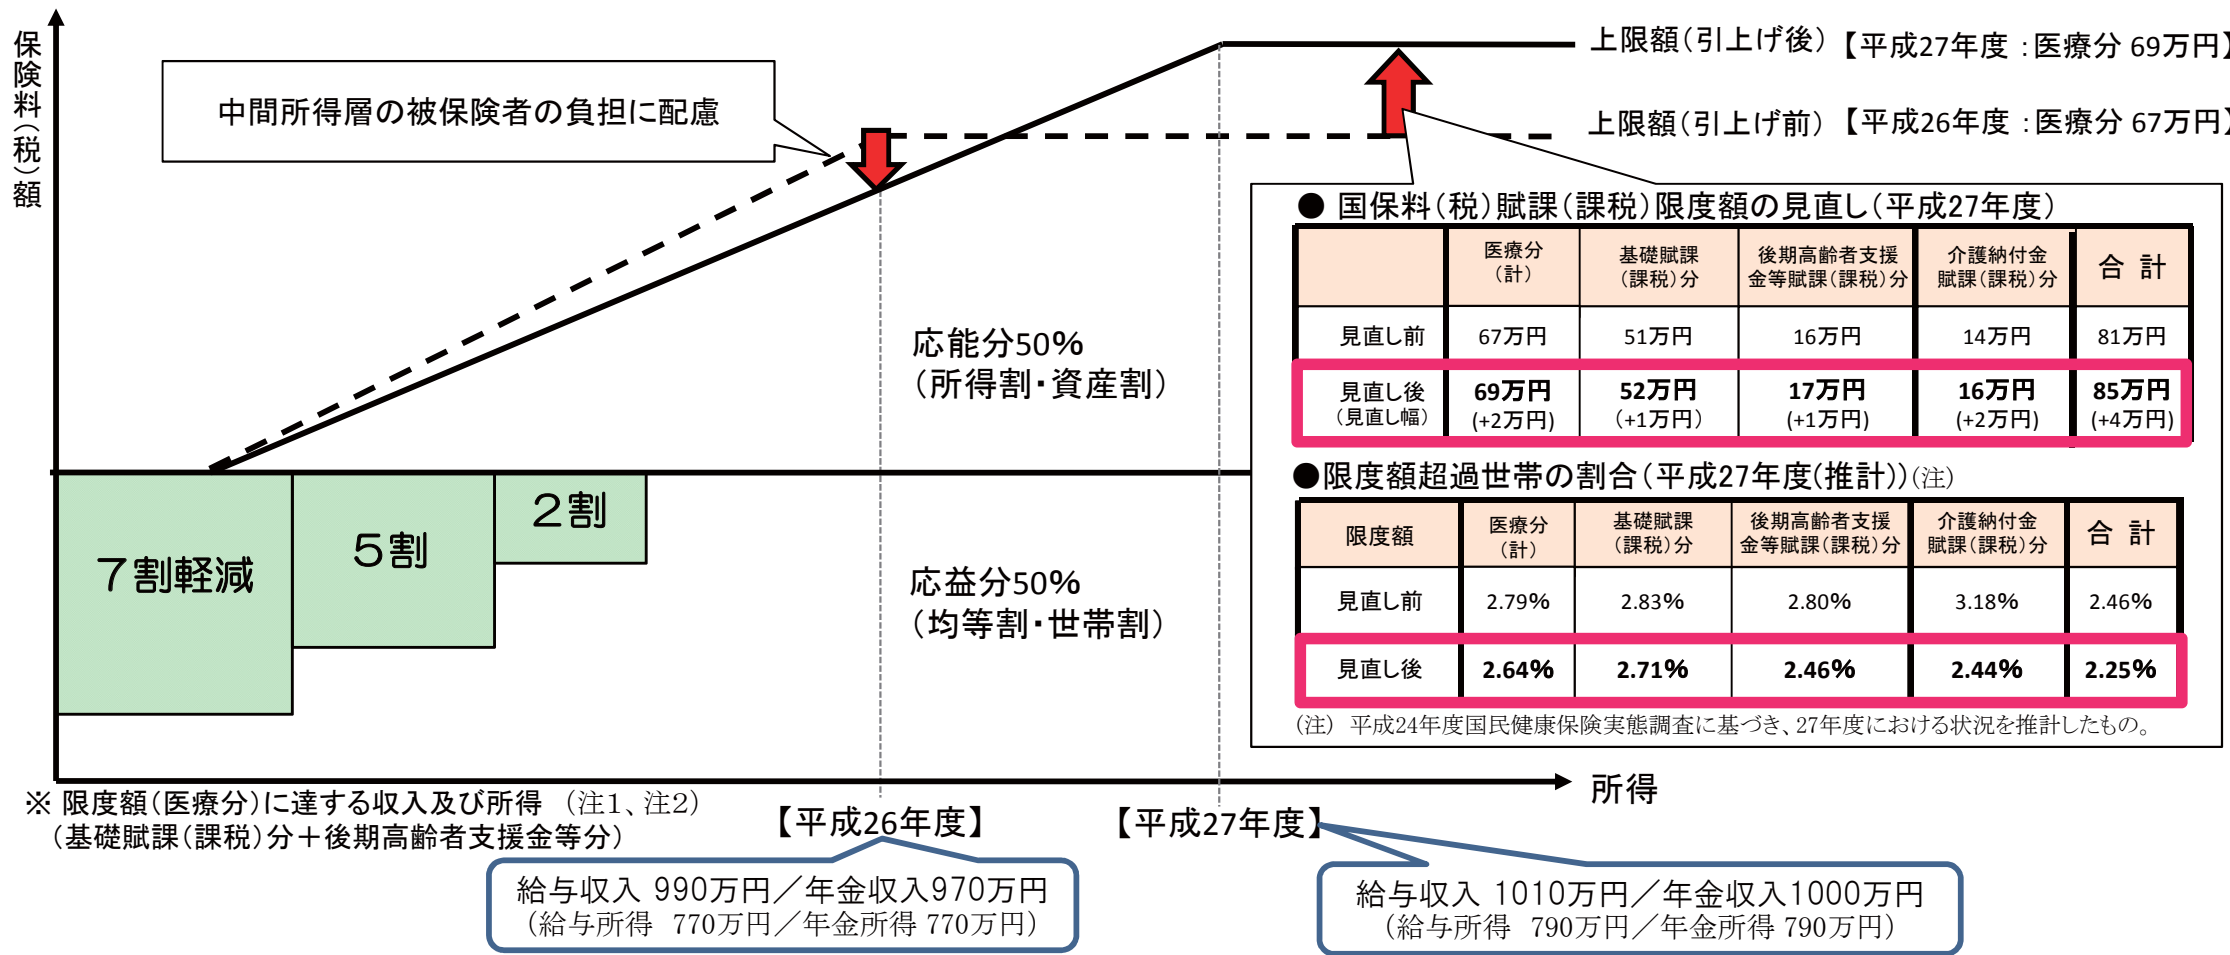 保険料(税)額
中間所得層の被保険者の負担に配慮
上限額(引上げ後)【平成27年度:医療分 69万円】
上限額(引上げ前)【平成26年度:医療分 67万円】
応能分50%
(所得割・資産割)
7割軽減
5割
2割
応益分50%
(均等割・世帯割)
● 国保料(税)賦課(課税)限度額の見直し(平成27年度)
医療分(計) 基礎賦課(課税)分 後期高齢者支援金等賦課(課税)分 介護納付金賦課(課税)分 合 計
見直し前 67万円 51万円 16万円 14万円 81万円
見直し後 69万円 52万円 17万円 16万円 85万円
(見直し幅) (+2万円) (+1万円) (+1万円) (+2万円) (+4万円)
●限度額超過世帯の割合(平成27年度(推計))(注)
限度額 医療分(計) 基礎賦課(課税)分 後期高齢者支援金等賦課(課税)分 介護納付金賦課(課税)分 合 計
見直し前 2.79% 2.83% 2.80% 3.18% 2.46%
見直し後 2.64% 2.71% 2.46% 2.44% 2.25%
(注) 平成24年度国民健康保険実態調査に基づき、27年度における状況を推計したもの。
所得
※ 限度額(医療分)に達する収入及び所得 (注1、注2)
(基礎賦課(課税)分+後期高齢者支援金等分)
【平成26年度】
【平成27年度】
給与収入 990万円/年金収入970万円
(給与所得 770万円/年金所得 770万円)
給与収入 1010万円/年金収入1000万円
(給与所得 790万円/年金所得 790万円)